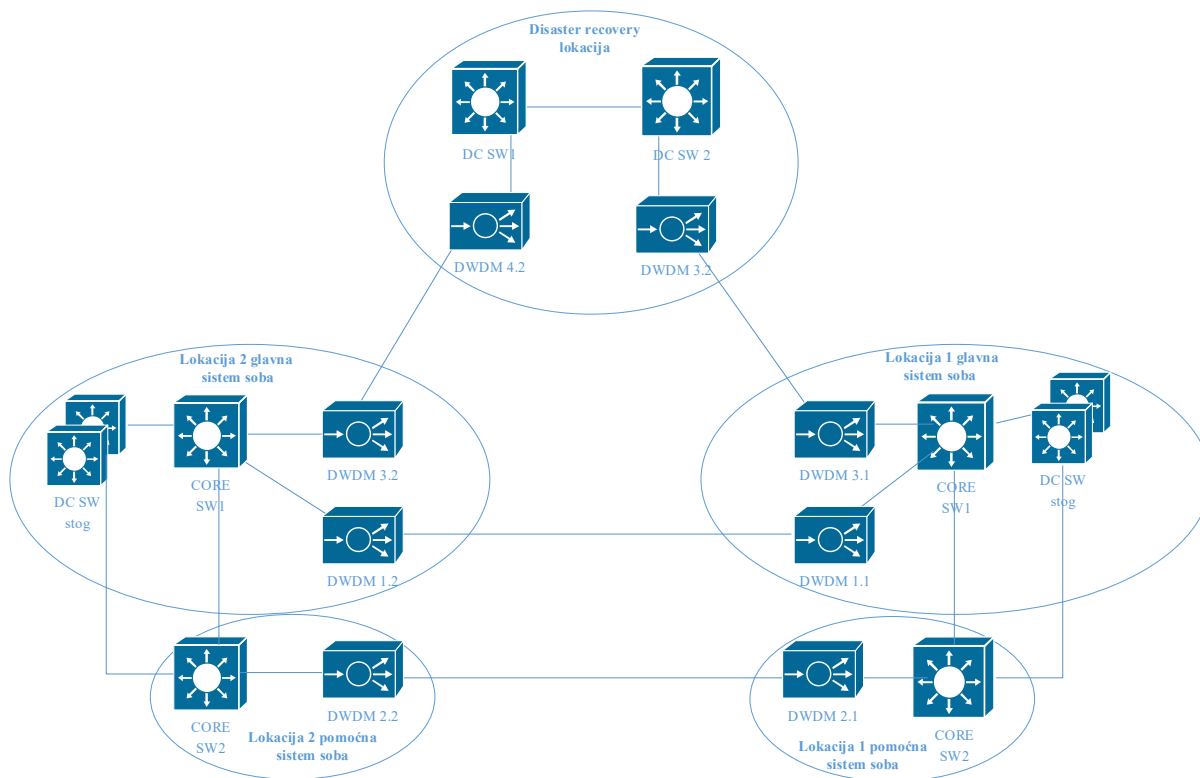 Disaster recovery
lokacija
DC SW1
DC SW 2
DWDM 4.2
DWDM 3.2
Lokacija 2 glavna
sistem soba
DC SW
stog
CORE
SW1
DWDM 3.2
DWDM 1.2
Lokacija 1 glavna
sistem soba
DWDM 3.1
CORE
SW1
DC SW
stog
DWDM 1.1
CORE
SW2
DWDM 2.2
Lokacija 2 pomoćna
sistem soba
DWDM 2.1
CORE
SW2
Lokacija 1 pomoćna
sistem soba